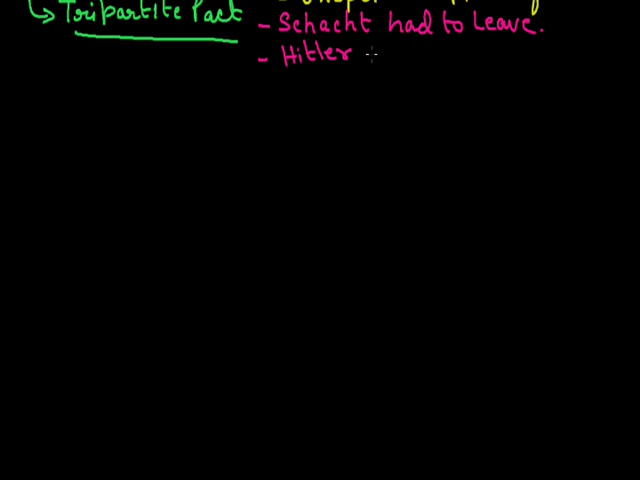 ↳ Tripartite Pact
- Schacht had to leave.
- Hitler